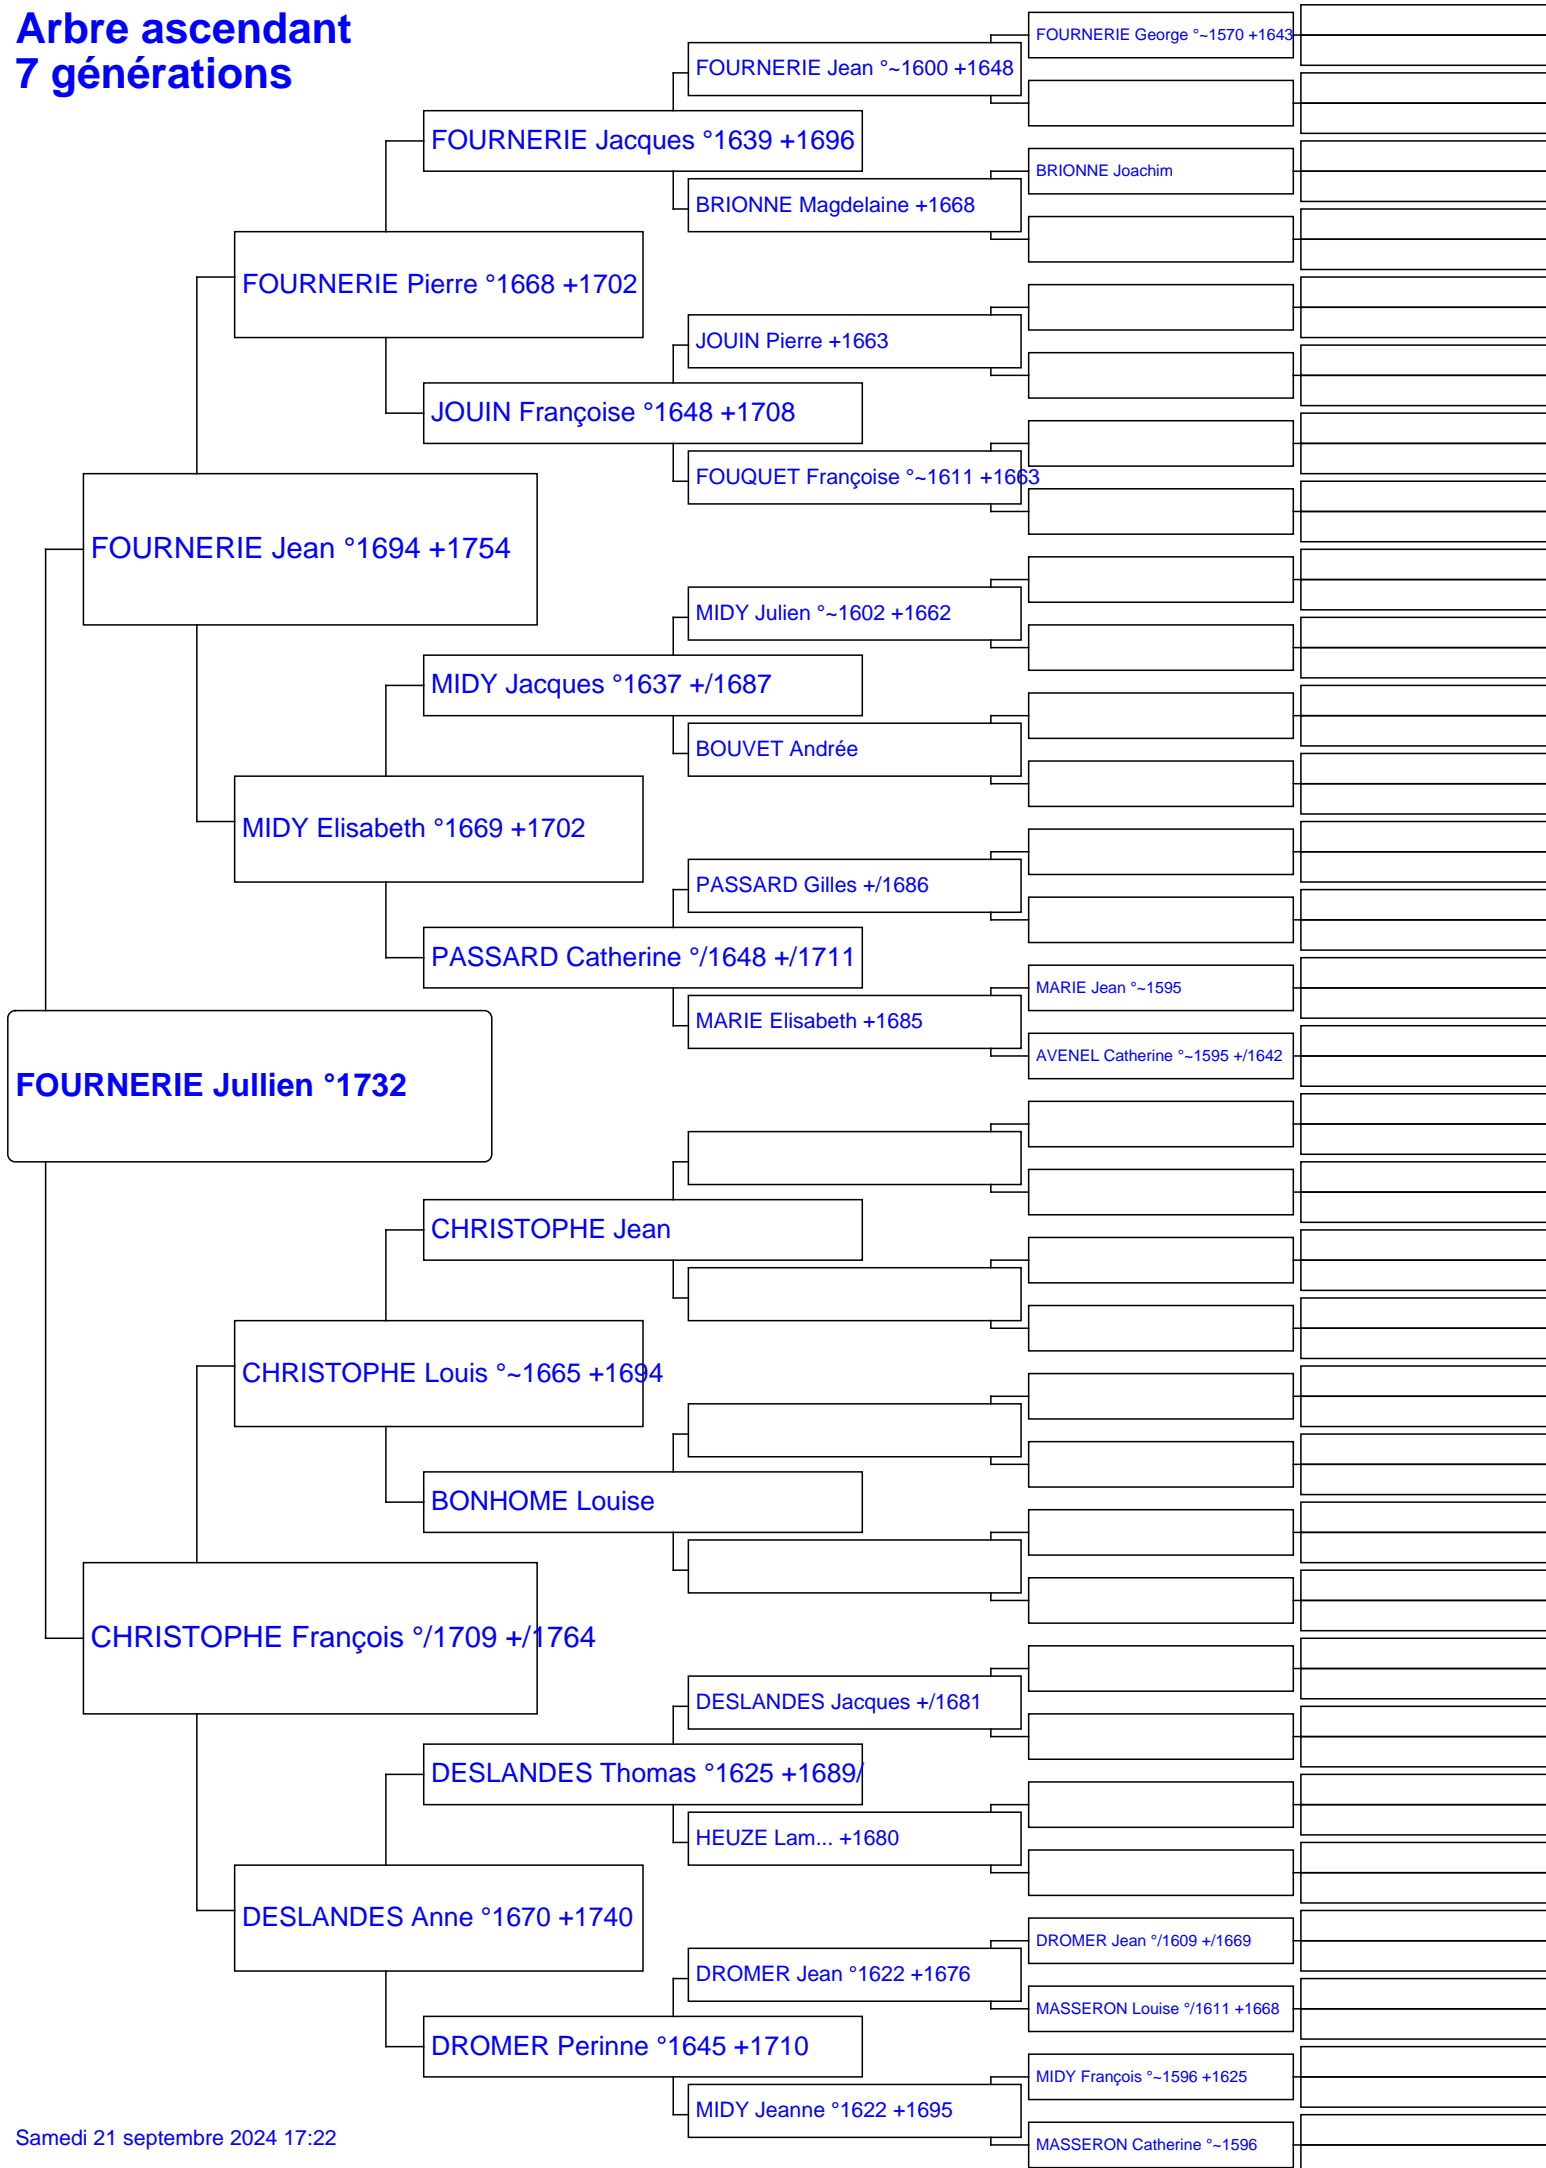 Arbre ascendant
7 générations
FOURNERIE George °~1570 +1643
FOURNERIE Jean °~1600 +1648
FOURNERIE Jacques °1639 +1696
BRIONNE Joachim
BRIONNE Magdelaine +1668
FOURNERIE Pierre °1668 +1702
JOUIN Pierre +1663
JOUIN Françoise °1648 +1708
FOUQUET Françoise °~1611 +1663
FOURNERIE Jean °1694 +1754
MIDY Julien °~1602 +1662
MIDY Jacques °1637 +/1687
BOUVET Andrée
MIDY Elisabeth °1669 +1702
PASSARD Gilles +/1686
PASSARD Catherine °/1648 +/1711
MARIE Jean °~1595
MARIE Elisabeth +1685
AVENEL Catherine °~1595 +/1642
FOURNERIE Jullien °1732
CHRISTOPHE Jean
CHRISTOPHE Louis °~1665 +1694
BONHOME Louise
CHRISTOPHE François °/1709 +/1764
DESLANDES Jacques +/1681
DESLANDES Thomas °1625 +1689/
HEUZE Lam... +1680
DESLANDES Anne °1670 +1740
DROMER Jean °/1609 +/1669
DROMER Jean °1622 +1676
MASSERON Louise °/1611 +1668
DROMER Perinne °1645 +1710
MIDY François °~1596 +1625
MIDY Jeanne °1622 +1695
MASSERON Catherine °~1596
Samedi 21 septembre 2024 17:22